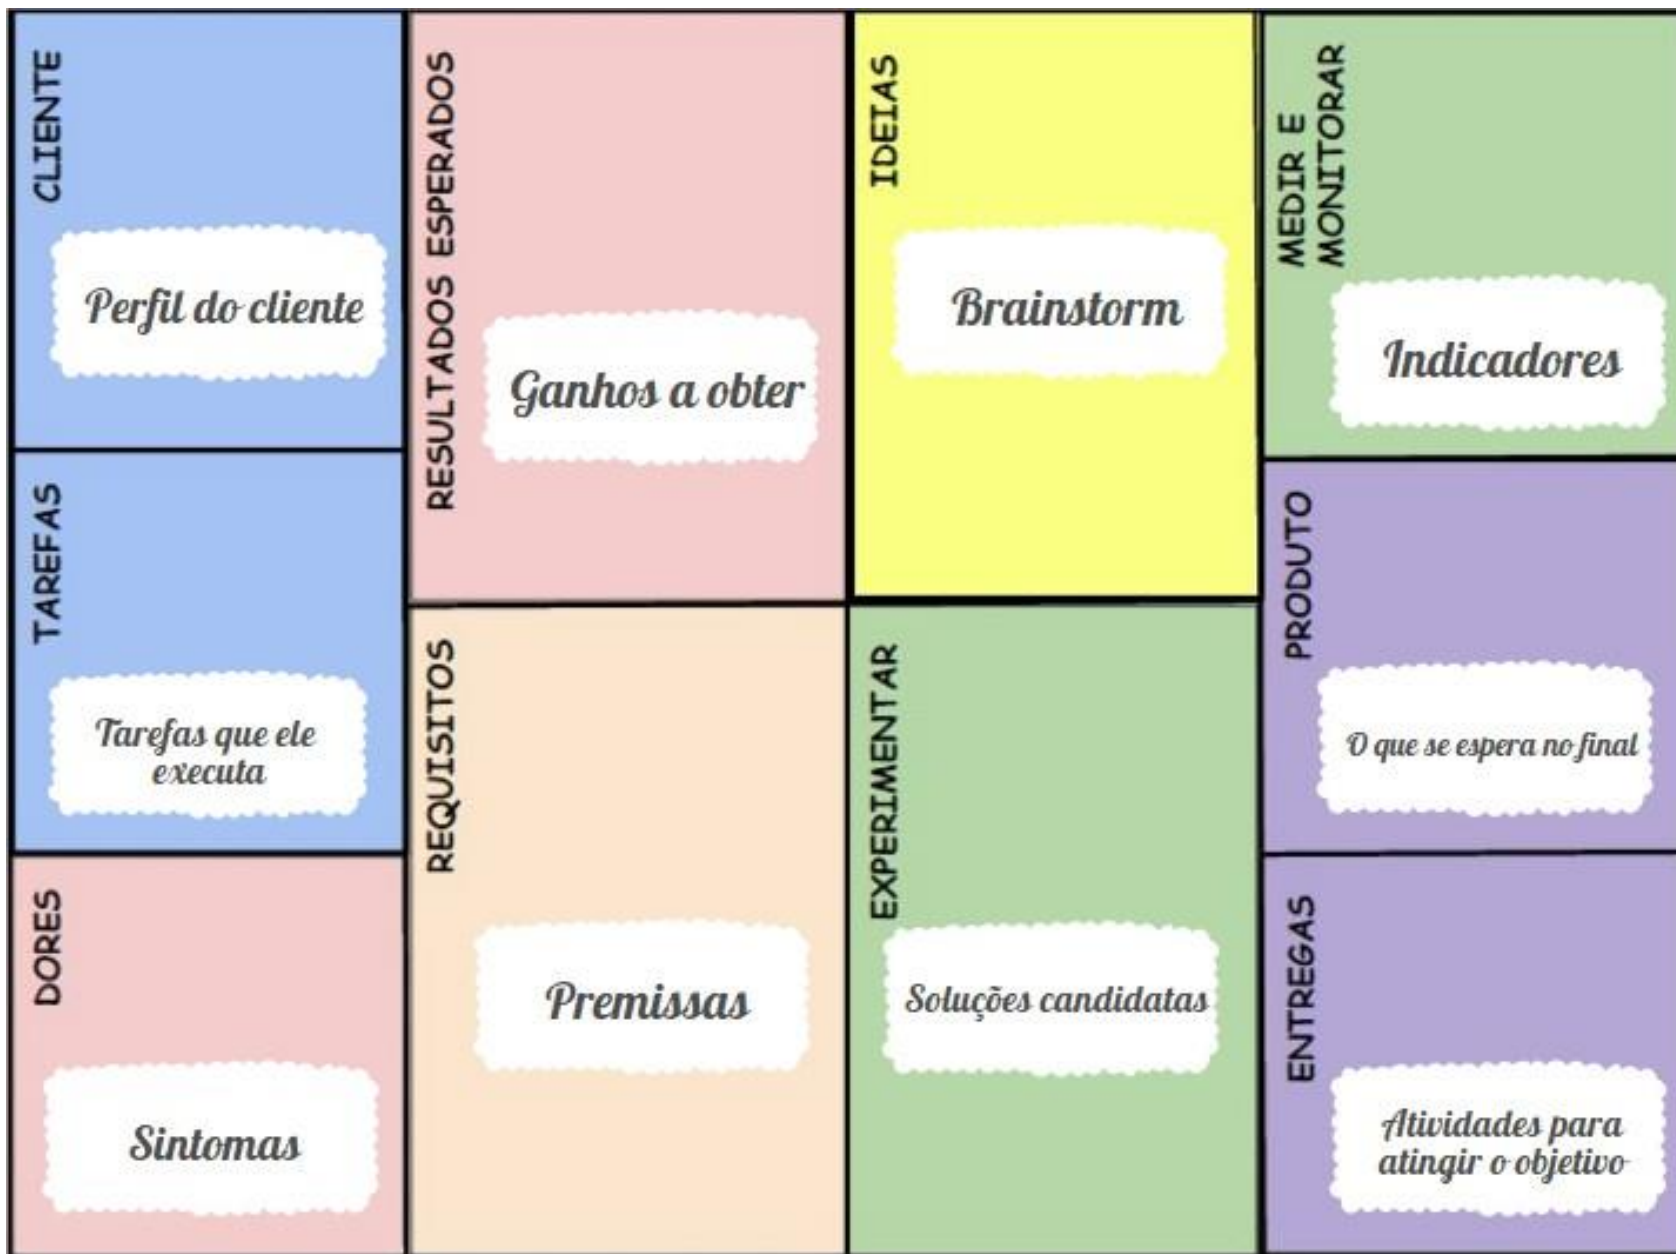 CLIENTE
Perfil do cliente
TAREFAS
Tarefas que ele
executa
DORES
Sintomas
RESULTADOS ESPERADOS
Ganhos a obter
REQUISITOS
Premissas
IDEIAS
Brainstorm
EXPERIMENTAR
Soluções candidatas
MEDIR E
MONITORAR
Indicadores
PRODUTO
O que se espera no final
ENTREGAS
Atividades para
atingir o objetivo